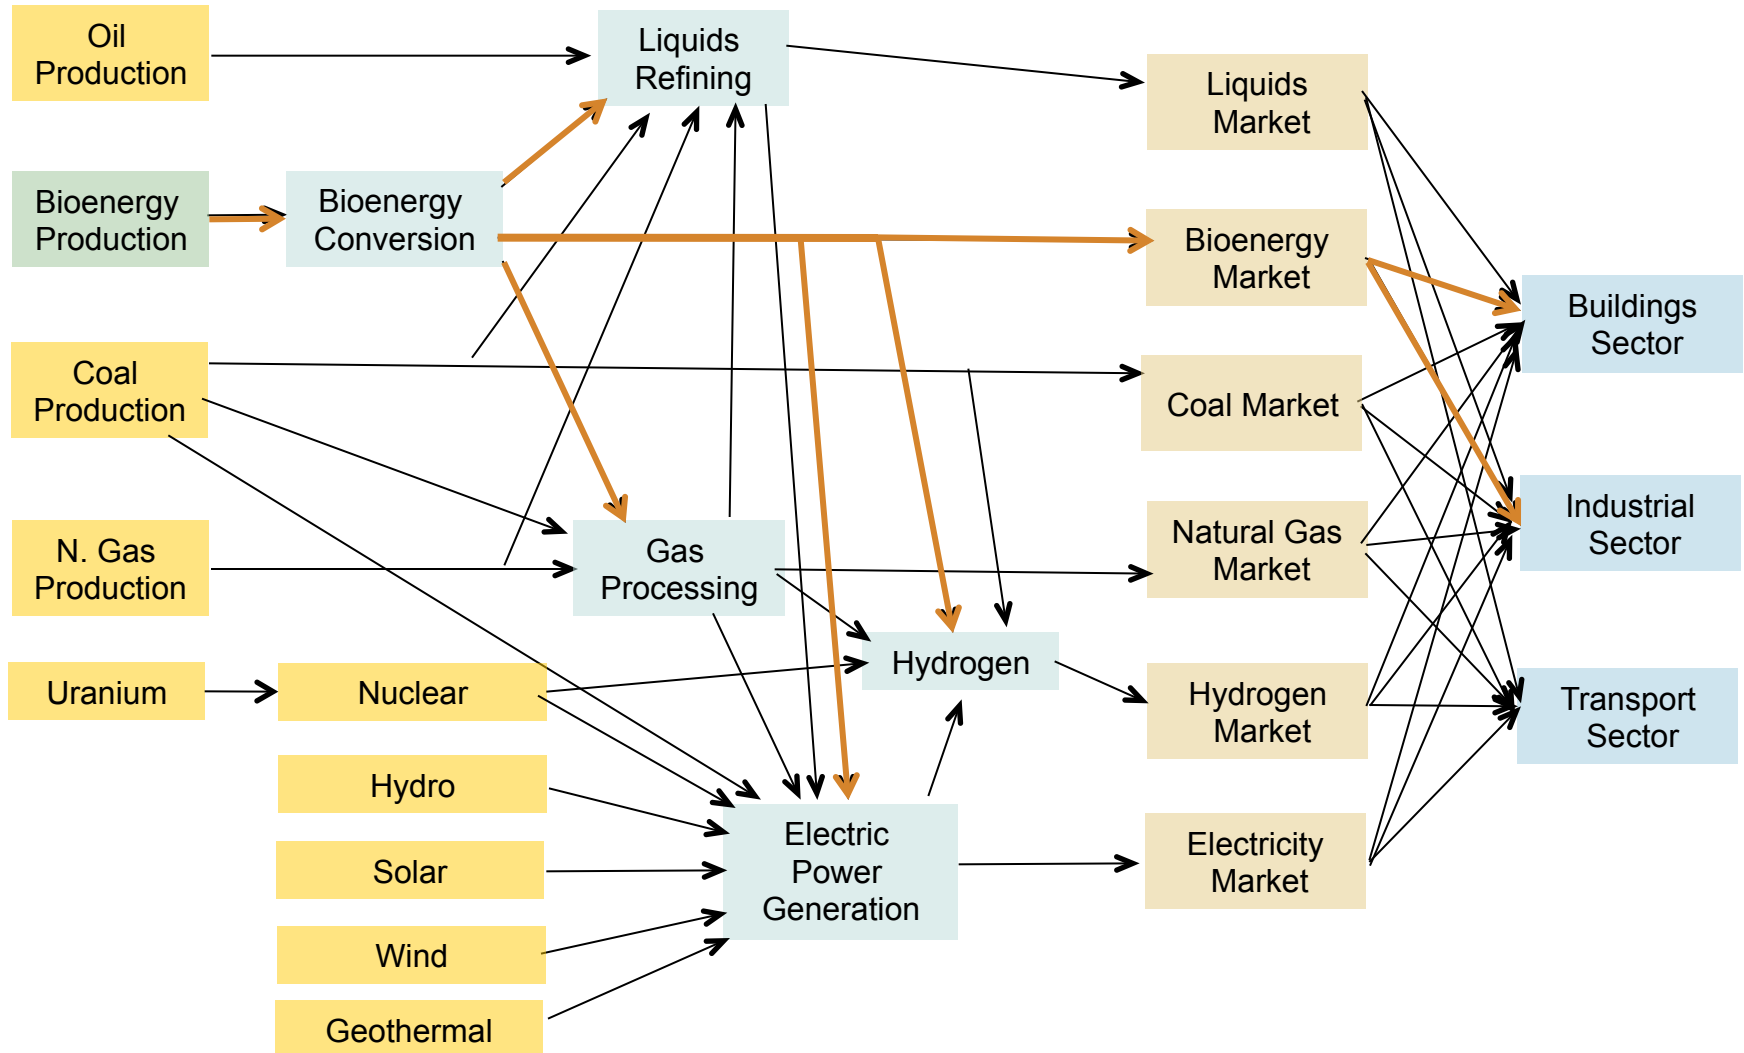 Oil
Production
Liquids
Refining
Liquids
Market
Bioenergy
Production
Bioenergy
Conversion
Bioenergy
Market
Buildings
Sector
Coal
Production
Coal Market
Industrial
Sector
N. Gas
Production
Gas
Processing
Natural Gas
Market
Hydrogen
Uranium
Nuclear
Hydrogen
Market
Transport
Sector
Hydro
Solar
Electric
Power
Generation
Electricity
Market
Wind
Geothermal